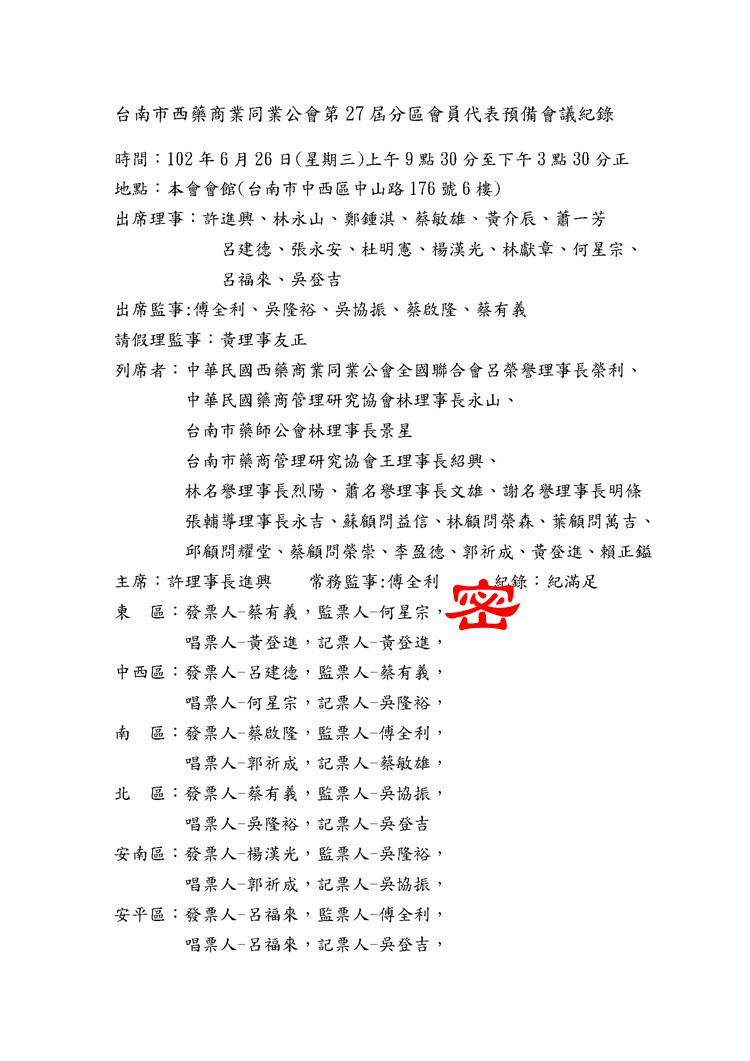 台南市西藥商業同業公會第27屆分區會員代表預備會議紀錄
時間：102年6月26日(星期三)上午9點30分至下午3點30分正
地點：本會會館(台南市中西區中山路176號6樓)
出席理事：許進興、林永山、鄭鍾淇、蔡敏雄、黃介辰、蕭一芳
呂建德、張永安、杜明憲、楊漢光、林獻章、何星宗、
呂福來、吳登吉
出席監事:傅全利、吳隆裕、吳協振、蔡啟隆、蔡有義
請假理監事：黃理事友正
列席者：中華民國西藥商業同業公會全國聯合會呂榮譽理事長榮利、
中華民國藥商管理研究協會林理事長永山、
台南市藥師公會林理事長景星
台南市藥商管理研究協會王理事長紹興、
林名譽理事長烈陽、蕭名譽理事長文雄、謝名譽理事長明條
張輔導理事長永吉、蘇顧問益信、林顧問榮森、葉顧問萬吉、
邱顧問耀堂、蔡顧問榮崇、李盈德、郭祈成、黃登進、賴正鎰
主席：許理事長進興 常務監事:傅全利 紀錄：紀滿足
密
東 區：發票人-蔡有義，監票人-何星宗，
唱票人-黃登進，記票人-黃登進，
中西區：發票人-呂建德，監票人-蔡有義，
唱票人-何星宗，記票人-吳隆裕，
南 區：發票人-蔡啟隆，監票人-傅全利，
唱票人-郭祈成，記票人-蔡敏雄，
北 區：發票人-蔡有義，監票人-吳協振，
唱票人-吳隆裕，記票人-吳登吉
安南區：發票人-楊漢光，監票人-吳隆裕，
唱票人-郭祈成，記票人-吳協振，
安平區：發票人-呂福來，監票人-傅全利，
唱票人-呂福來，記票人-吳登吉，